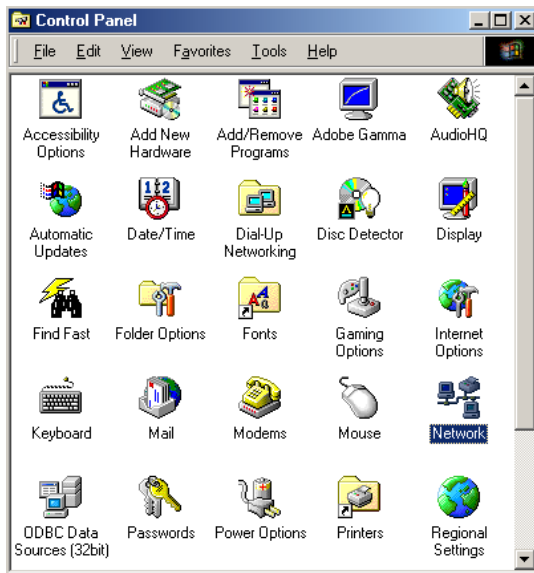 Control Panel
File Edit View Favorites Tools Help
Accessibility Options
Add New Hardware
Add/Remove Programs
Adobe Gamma
AudioHQ
Automatic Updates
Date/Time
Dial-Up Networking
Disc Detector
Display
Find Fast
Folder Options
Fonts
Gaming Options
Internet Options
Keyboard
Mail
Modems
Mouse
Network
ODBC Data Sources (32bit)
Passwords
Power Options
Printers
Regional Settings